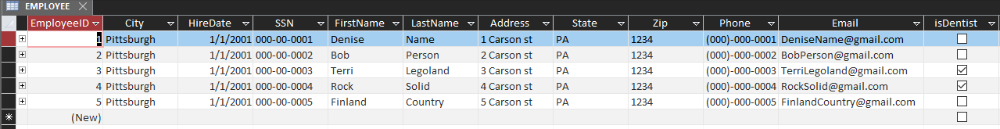 EMPLOYEE
EmployeeID City HireDate SSN FirstName LastName Address State Zip Phone Email isDentist
1 Pittsburgh 1/1/2001 000-00-0001 Denise Name 1 Carson st PA 1234 (000)-000-0001 DeniseName@gmail.com
2 Pittsburgh 1/1/2001 000-00-0002 Bob Person 2 Carson st PA 1234 (000)-000-0002 BobPerson@gmail.com
3 Pittsburgh 1/1/2001 000-00-0003 Terri Legoland 3 Carson st PA 1234 (000)-000-0003 TerriLegoland@gmail.com
4 Pittsburgh 1/1/2001 000-00-0004 Rock Solid 4 Carson st PA 1234 (000)-000-0004 RockSolid@gmail.com
5 Pittsburgh 1/1/2001 000-00-0005 Finland Country 5 Carson st PA 1234 (000)-000-0005 FinlandCountry@gmail.com
(New)